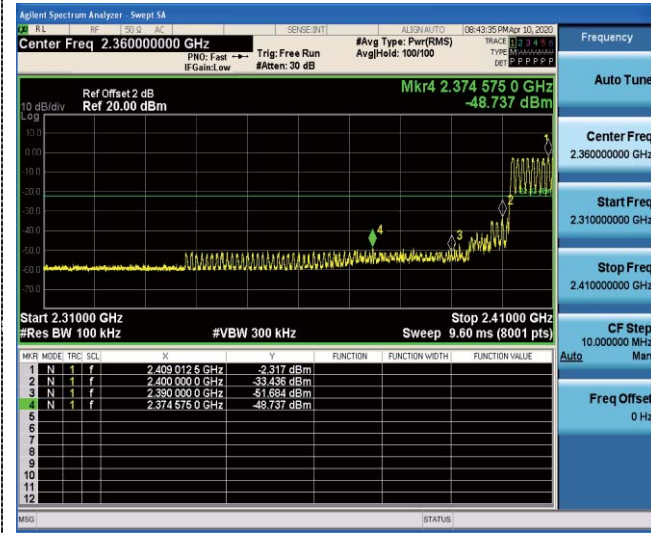 Agilent Spectrum Analyzer - Swept SA
RL RF 50 Ω AC SENSE:INT ALIGN AUTO 08:43:35 PM Apr 10, 2020
Center Freq 2.360000000 GHz
PNO: Fast
IFGain:Low
Trig: Free Run
#Atten: 30 dB
#Avg Type: Pwr(RMS)
Avg|Hold: 100/100
TRACE 1 2 3 4 5 6
TYPE
DET P P P P P P
Ref Offset 2 dB
10 dB/div Ref 20.00 dBm
Log
Mkr4 2.374 575 0 GHz
-48.737 dBm
10.0
0.00
-10.0
-20.0
-30.0
-40.0
-50.0
-60.0
-70.0
1
2
3
4
Start 2.31000 GHz Stop 2.41000 GHz
#Res BW 100 kHz #VBW 300 kHz Sweep 9.60 ms (8001 pts)
MKR MODE TRC SCL X Y FUNCTION FUNCTION WIDTH FUNCTION VALUE
1 N 1 f 2.409 012 5 GHz -2.317 dBm
2 N 1 f 2.400 000 0 GHz -33.436 dBm
3 N 1 f 2.390 000 0 GHz -51.684 dBm
4 N 1 f 2.374 575 0 GHz -48.737 dBm
5
6
7
8
9
10
11
12
MSG STATUS
Frequency
Auto Tune
Center Freq
2.360000000 GHz
Start Freq
2.310000000 GHz
Stop Freq
2.410000000 GHz
CF Step
10.000000 MHz
Auto Man
Freq Offset
0 Hz